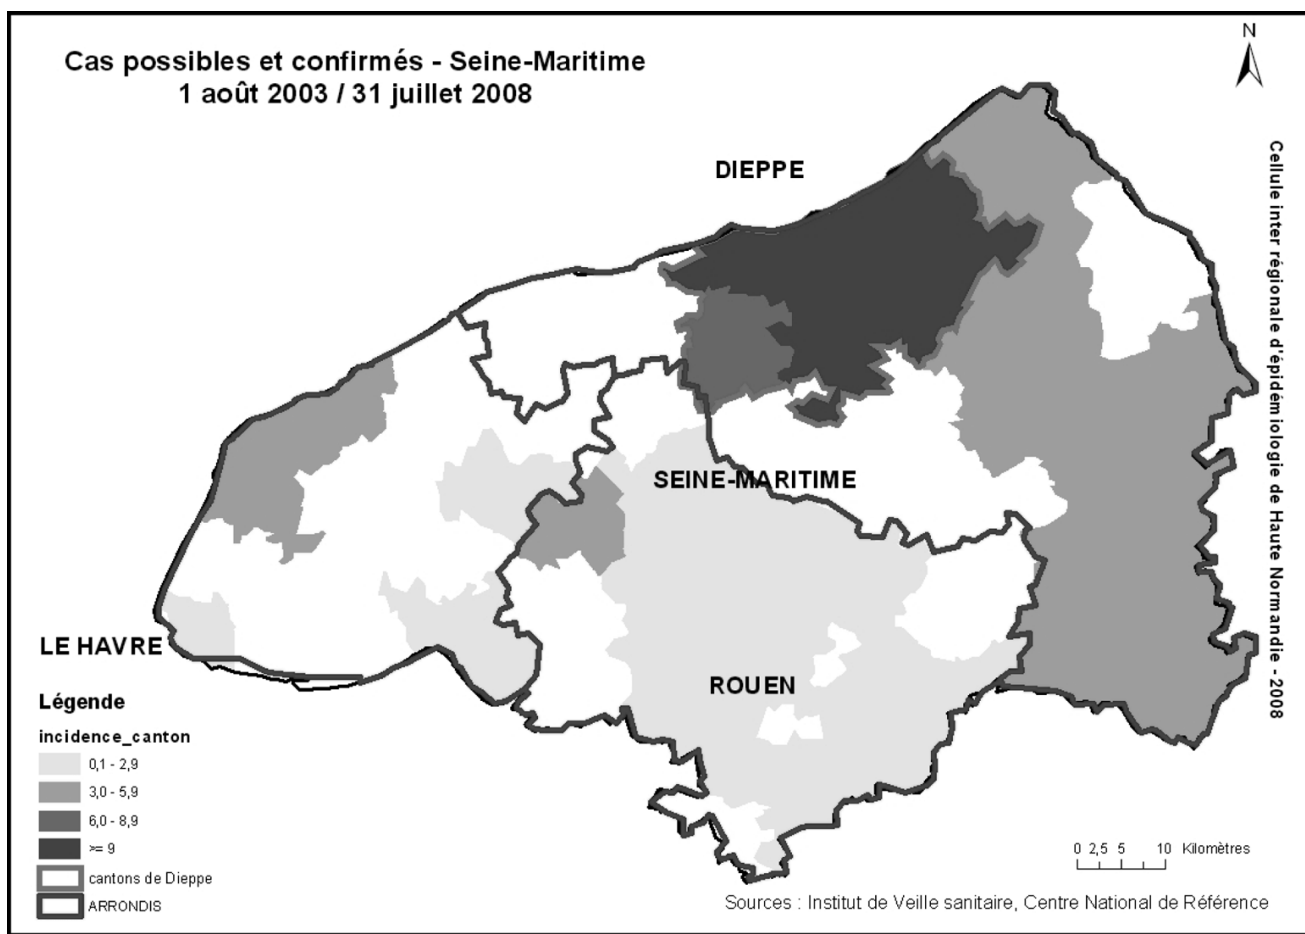 Cas possibles et confirmés - Seine-Maritime
1 août 2003 / 31 juillet 2008
N
DIEPPE
SEINE-MARITIME
LE HAVRE
ROUEN
Cellule inter régionale d'épidémiologie de Haute Normandie - 2008
Légende
incidence_canton
0,1 - 2,9
3,0 - 5,9
6,0 - 8,9
>= 9
cantons de Dieppe
ARRONDIS
0 2,5 5 10 Kilomètres
Sources : Institut de Veille sanitaire, Centre National de Référence